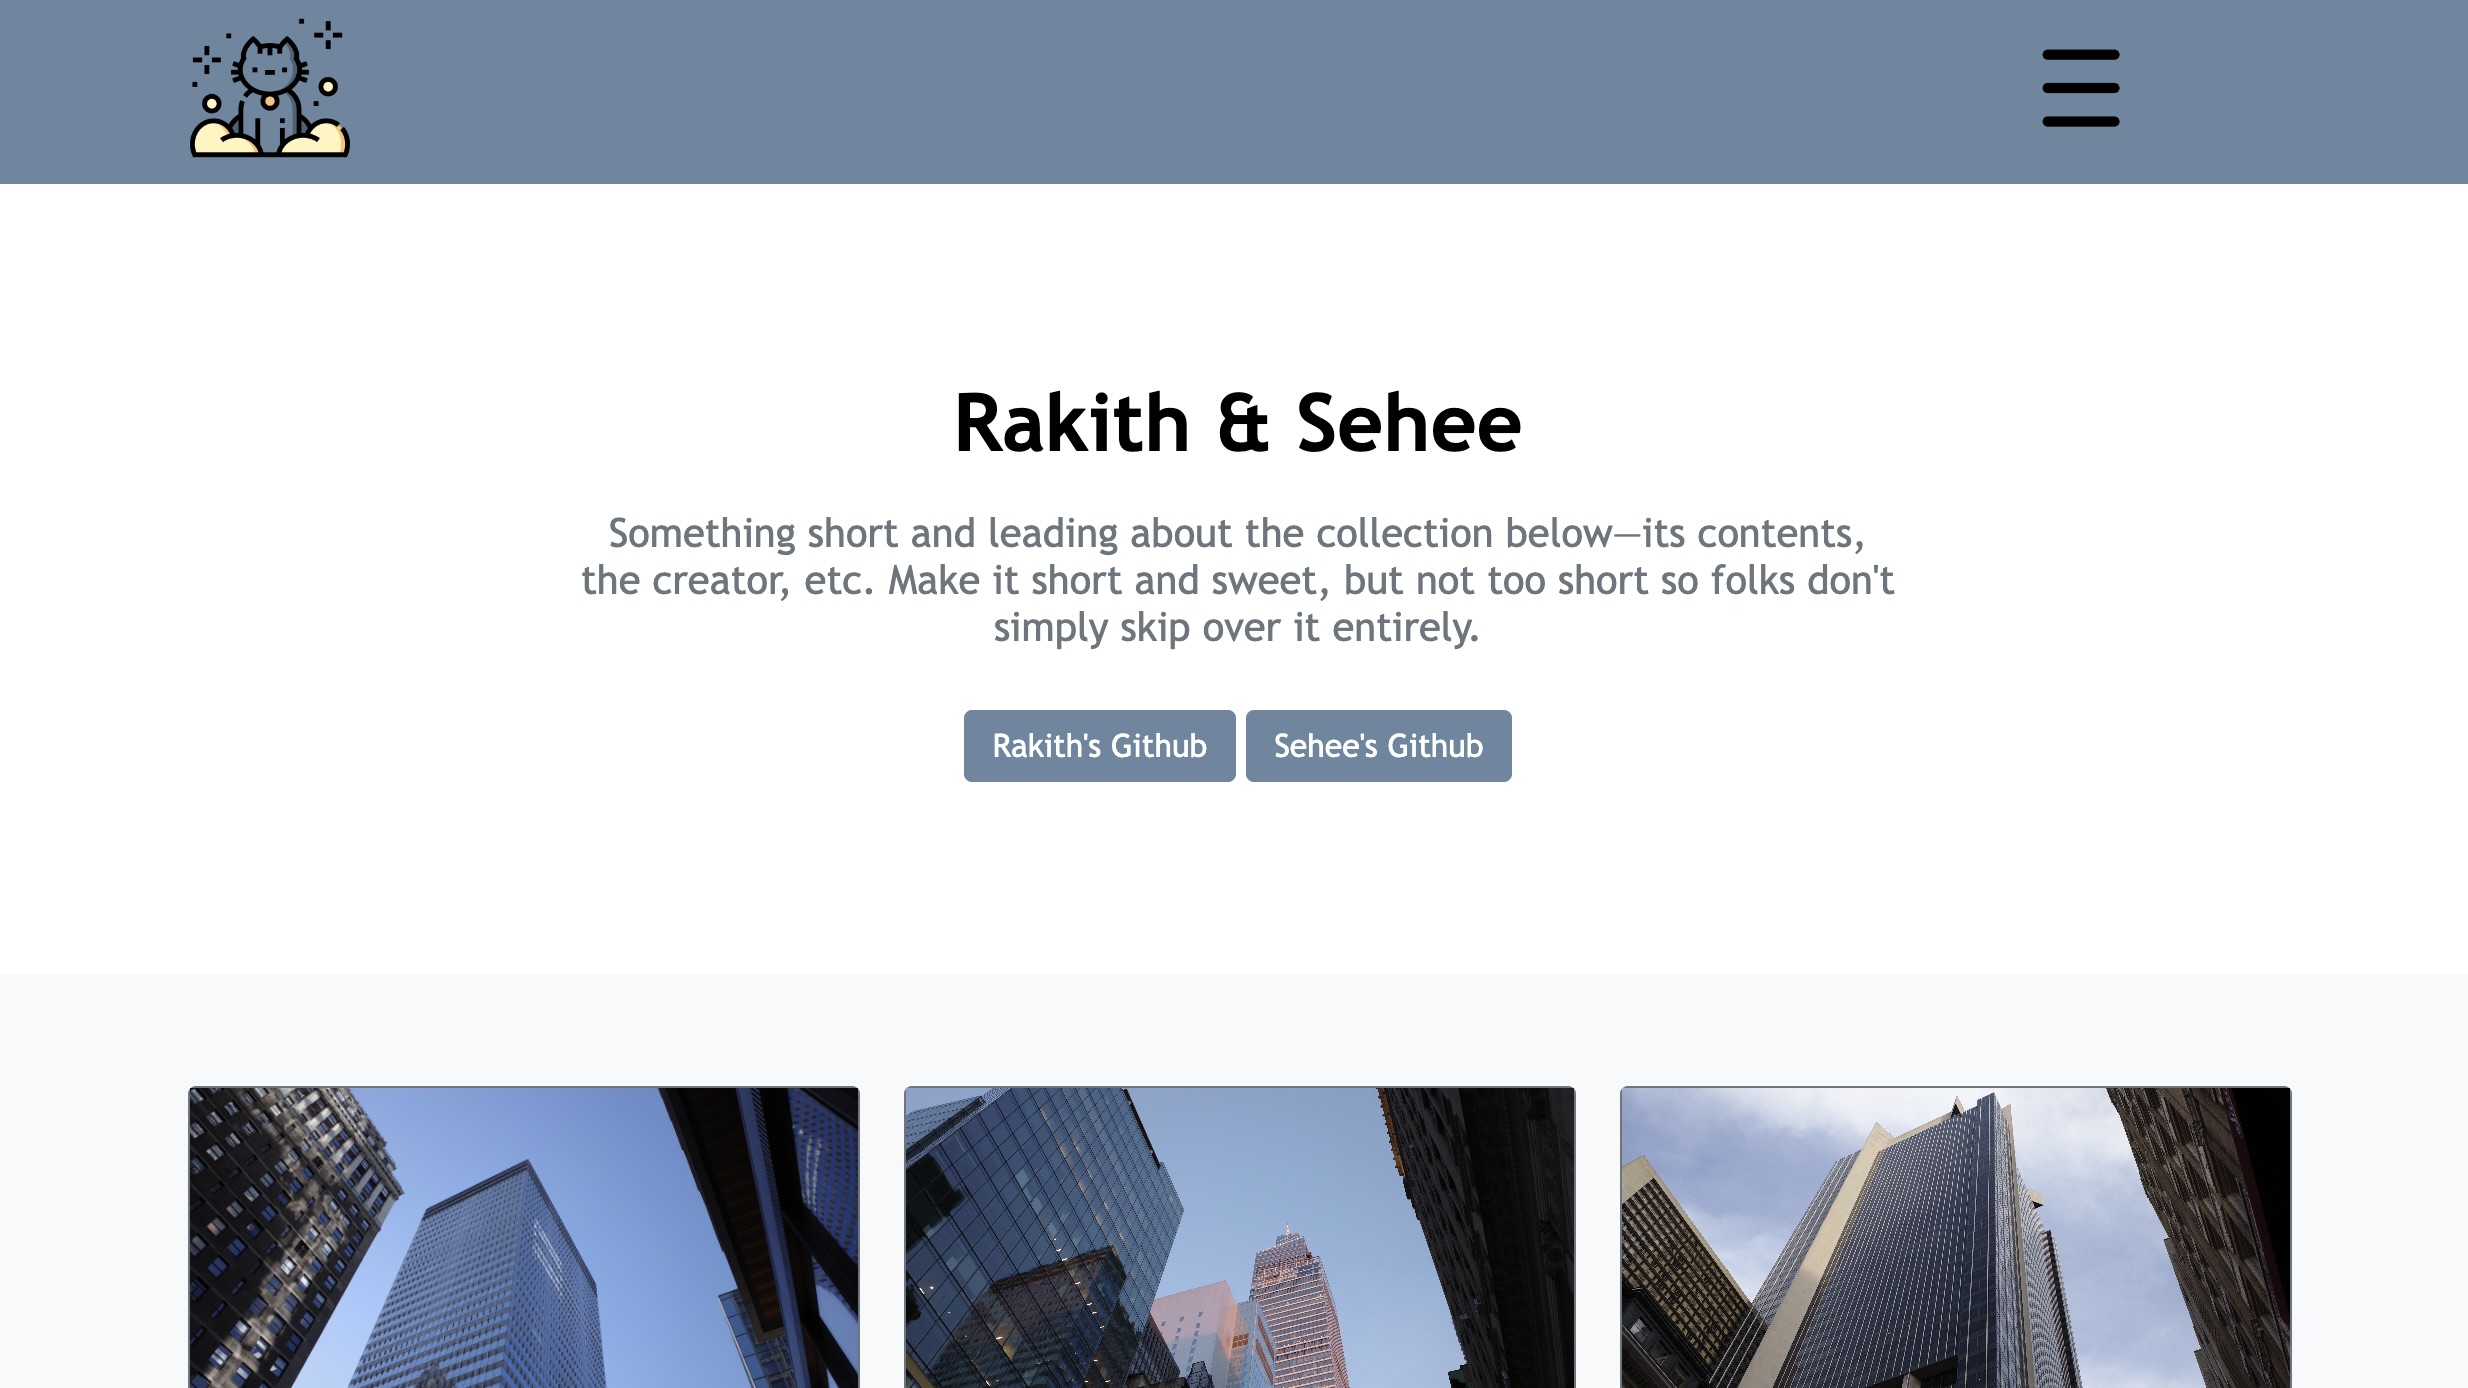 Rakith & Sehee
Something short and leading about the collection below—its contents,
the creator, etc. Make it short and sweet, but not too short so folks don't
simply skip over it entirely.
Rakith's Github
Sehee's Github